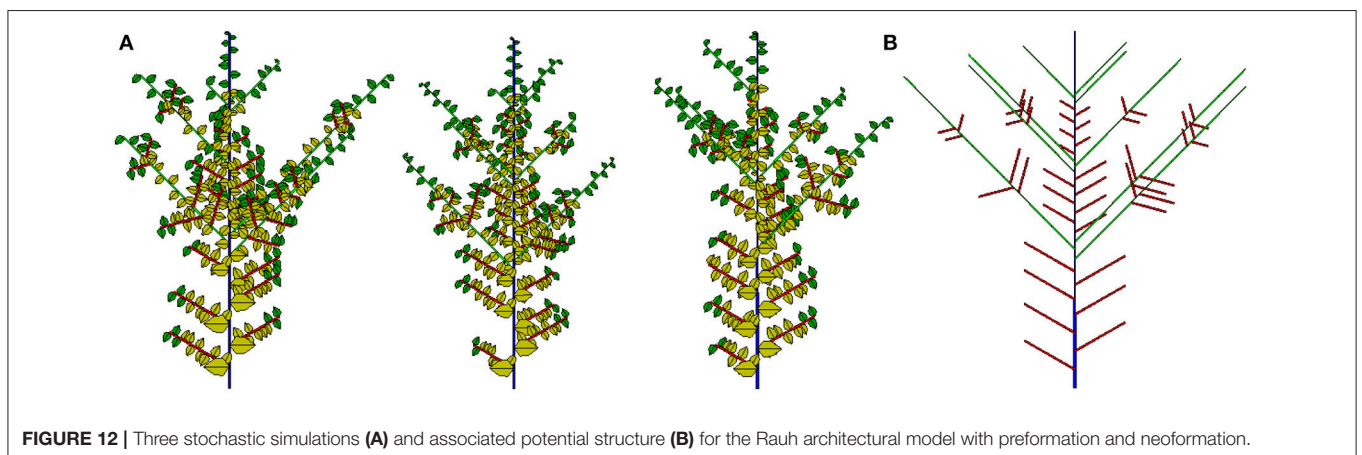 A
B
FIGURE 12 | Three stochastic simulations (A) and associated potential structure (B) for the Rauh architectural model with preformation and neoformation.